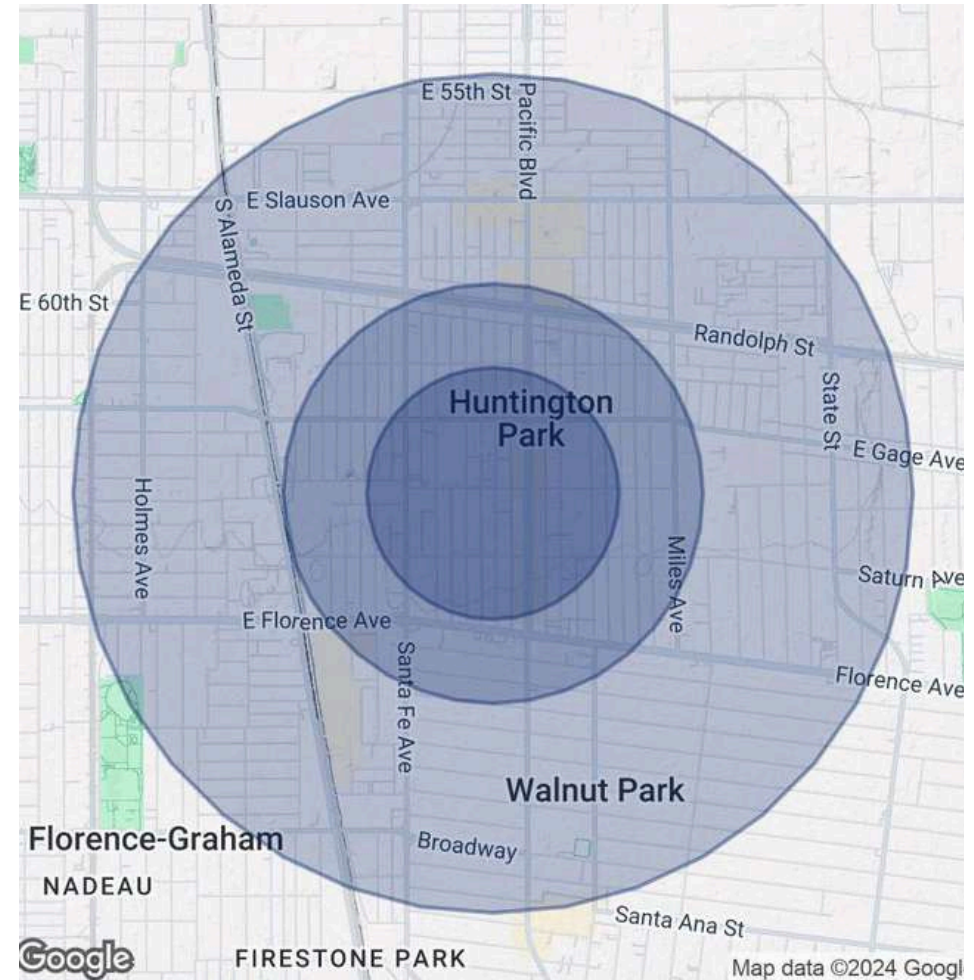 E 55th St
Pacific Blvd
E Slauson Ave
S Alameda St
E 60th St
Randolph St
State St
Huntington
Park
E Gage Ave
Holmes Ave
Miles Ave
Saturn Ave
E Florence Ave
Santa Fe Ave
Florence Ave
Walnut Park
Florence-Graham
Broadway
NADEAU
Santa Ana St
FIRESTONE PARK
Google
Map data ©2024 Googl